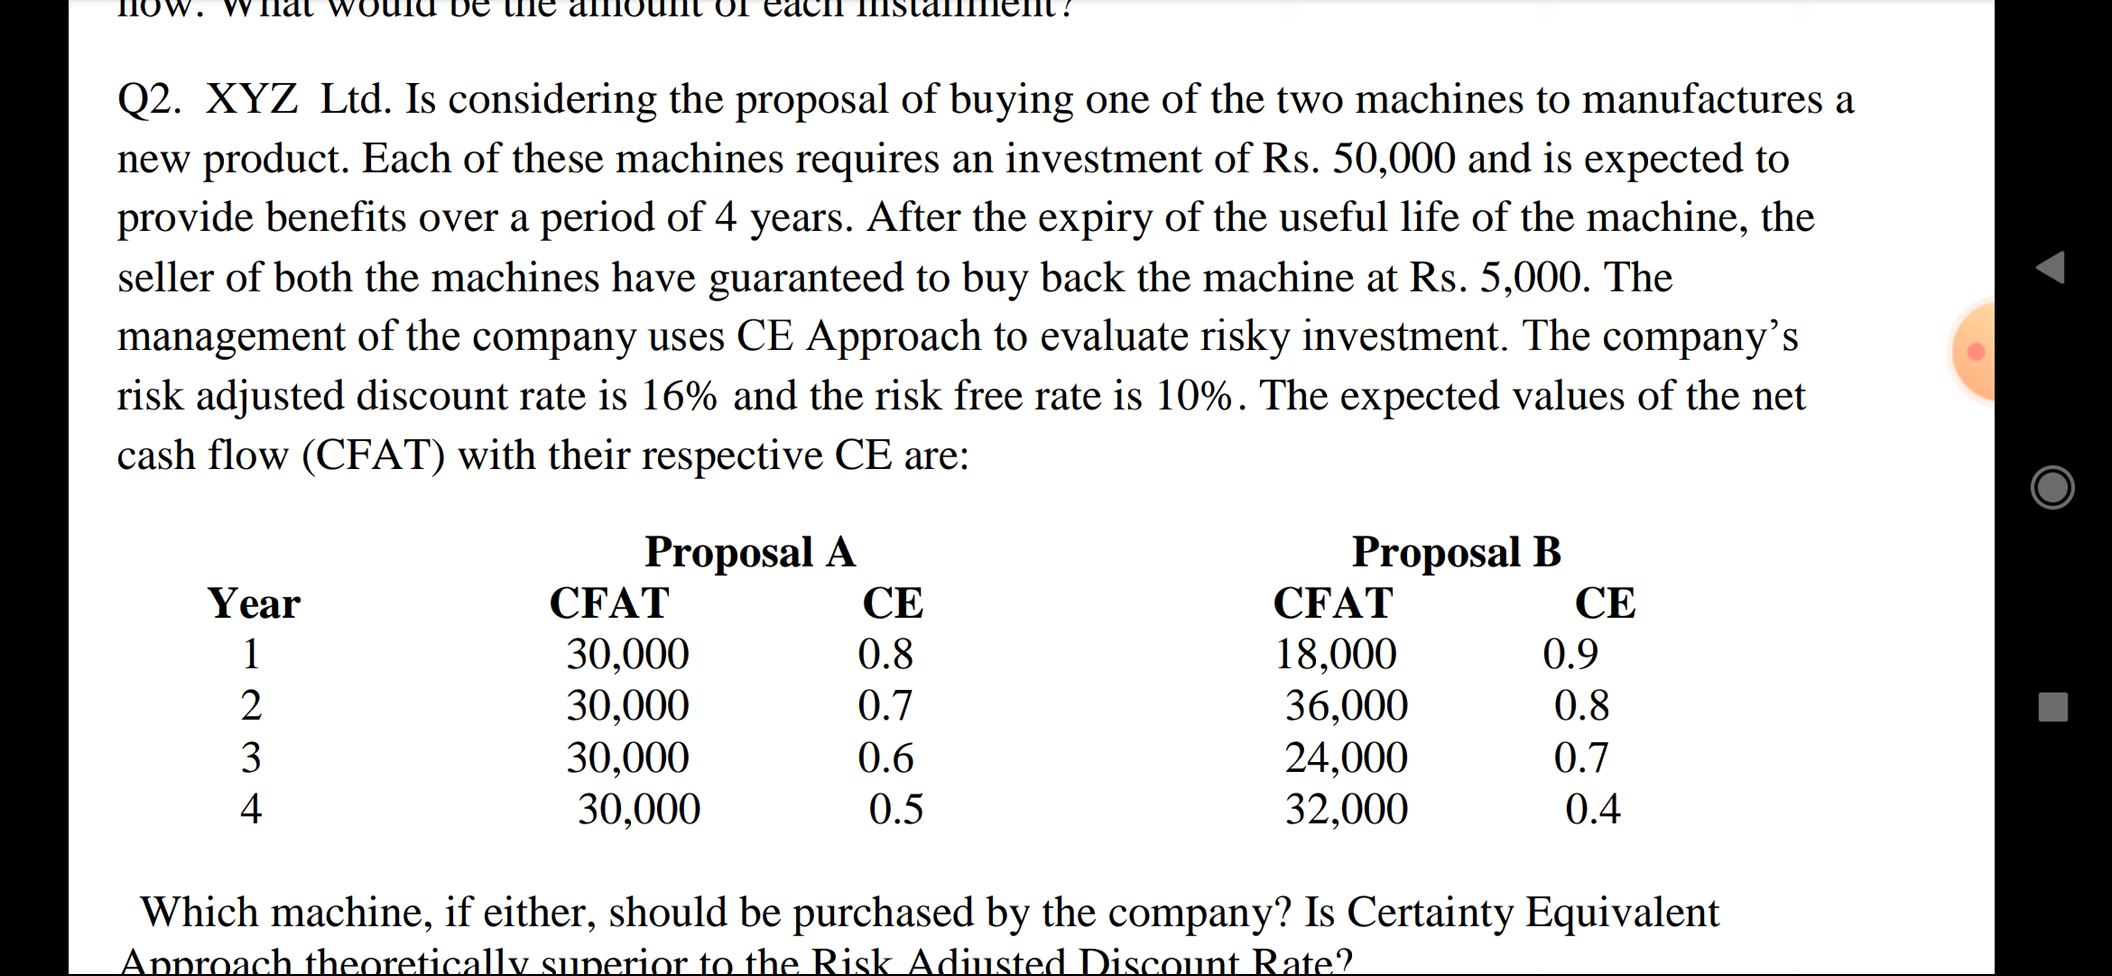 now. What would be the amount of each installment?
Q2. XYZ Ltd. Is considering the proposal of buying one of the two machines to manufactures a
new product. Each of these machines requires an investment of Rs. 50,000 and is expected to
provide benefits over a period of 4 years. After the expiry of the useful life of the machine, the
seller of both the machines have guaranteed to buy back the machine at Rs. 5,000. The
management of the company uses CE Approach to evaluate risky investment. The company’s
risk adjusted discount rate is 16% and the risk free rate is 10%. The expected values of the net
cash flow (CFAT) with their respective CE are:
Proposal A Proposal B
Year CFAT CE CFAT CE
1 30,000 0.8 18,000 0.9
2 30,000 0.7 36,000 0.8
3 30,000 0.6 24,000 0.7
4 30,000 0.5 32,000 0.4
Which machine, if either, should be purchased by the company? Is Certainty Equivalent
Approach theoretically superior to the Risk Adjusted Discount Rate?